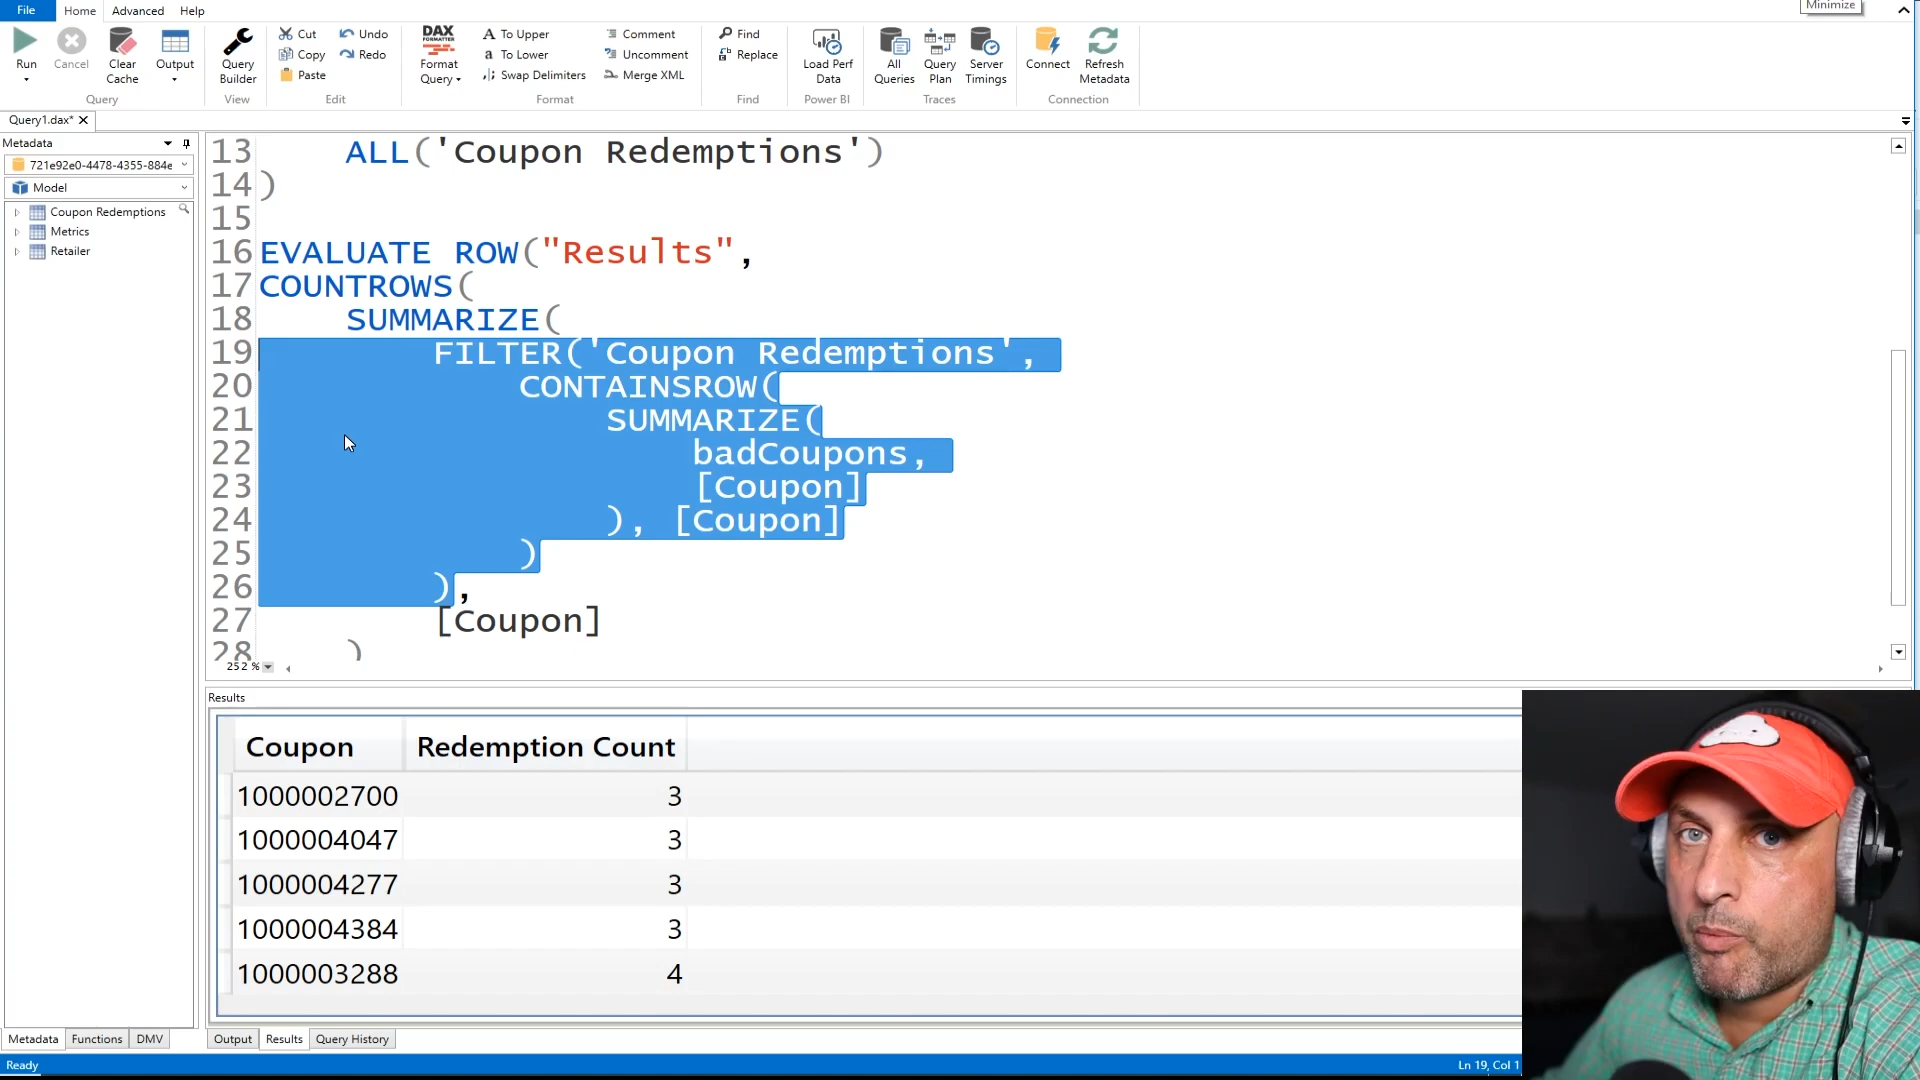 File Home Advanced Help
Minimize
Run
Cancel
Clear Cache
Output
Query
Query Builder
View
Cut
Copy
Paste
Undo
Redo
Edit
DAX
FORMATTER
Format Query
A To Upper
a To Lower
Swap Delimiters
Comment
Uncomment
Merge XML
Format
Find
Replace
Find
Load Perf Data
Power BI
All Queries
Query Plan
Server Timings
Traces
Connect
Refresh Metadata
Connection
Query1.dax*
Metadata
721e92e0-4478-4355-884e
Model
Coupon Redemptions
Metrics
Retailer
13 ALL('Coupon Redemptions')
14 )
15
16 EVALUATE ROW("Results",
17 COUNTROWS(
18 SUMMARIZE(
19 FILTER('Coupon Redemptions',
20 CONTAINSROW(
21 SUMMARIZE(
22 badCoupons,
23 [Coupon]
24 ), [Coupon]
25 )
26 ),
27 [Coupon]
28 )
252 %
Results
Coupon Redemption Count
1000002700 3
1000004047 3
1000004277 3
1000004384 3
1000003288 4
Metadata Functions DMV
Output Results Query History
Ready
Ln 19, Col 1